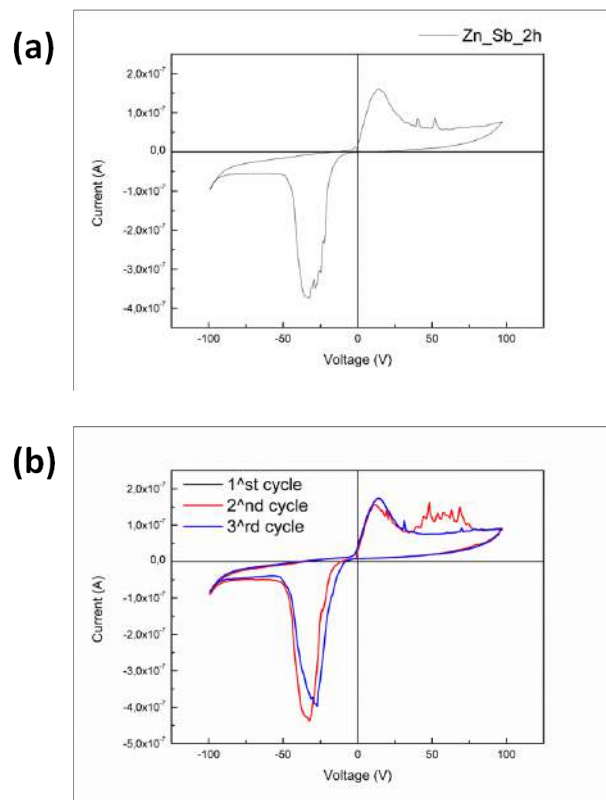 (a)
Zn_Sb_2h
2,0x10⁻⁷
1,0x10⁻⁷
0,0
-1,0x10⁻⁷
-2,0x10⁻⁷
-3,0x10⁻⁷
-4,0x10⁻⁷
Current (A)
-100 -50 0 50 100
Voltage (V)
(b)
1^st cycle
2^nd cycle
3^rd cycle
2,0x10⁻⁷
1,0x10⁻⁷
0,0
-1,0x10⁻⁷
-2,0x10⁻⁷
-3,0x10⁻⁷
-4,0x10⁻⁷
-5,0x10⁻⁷
Current (A)
-100 -50 0 50 100
Voltage (V)